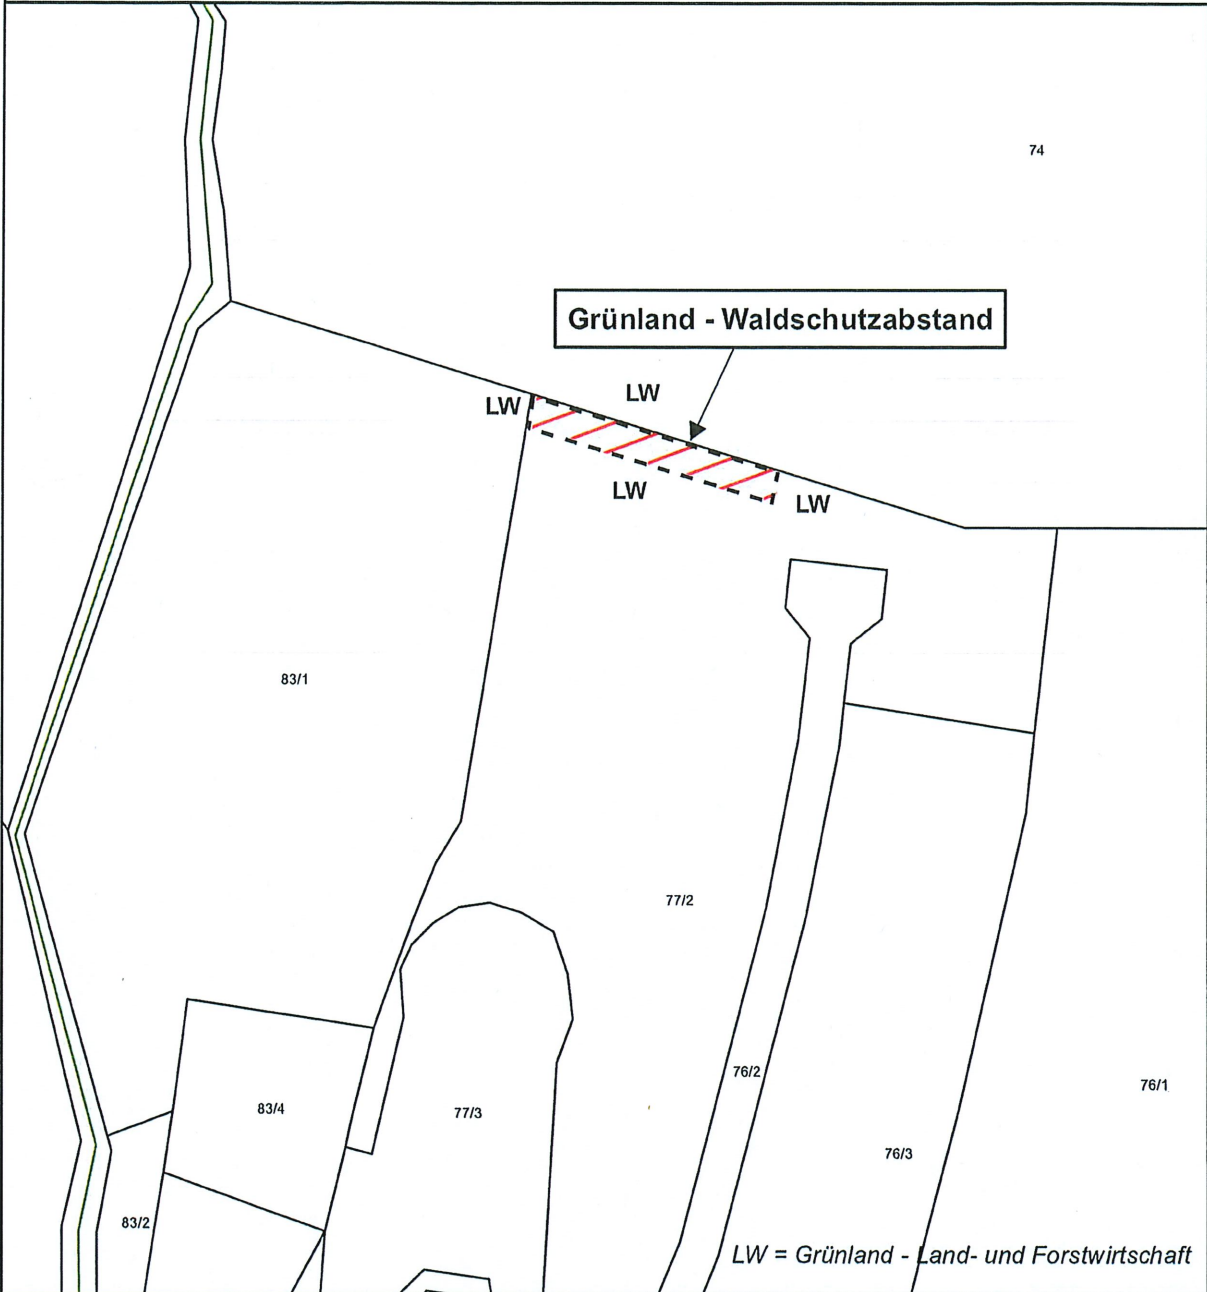 74
Grünland - Waldschutzabstand
LW
LW
LW
LW
83/1
77/2
76/2
76/1
83/4
77/3
76/3
83/2
LW = Grünland - Land- und Forstwirtschaft